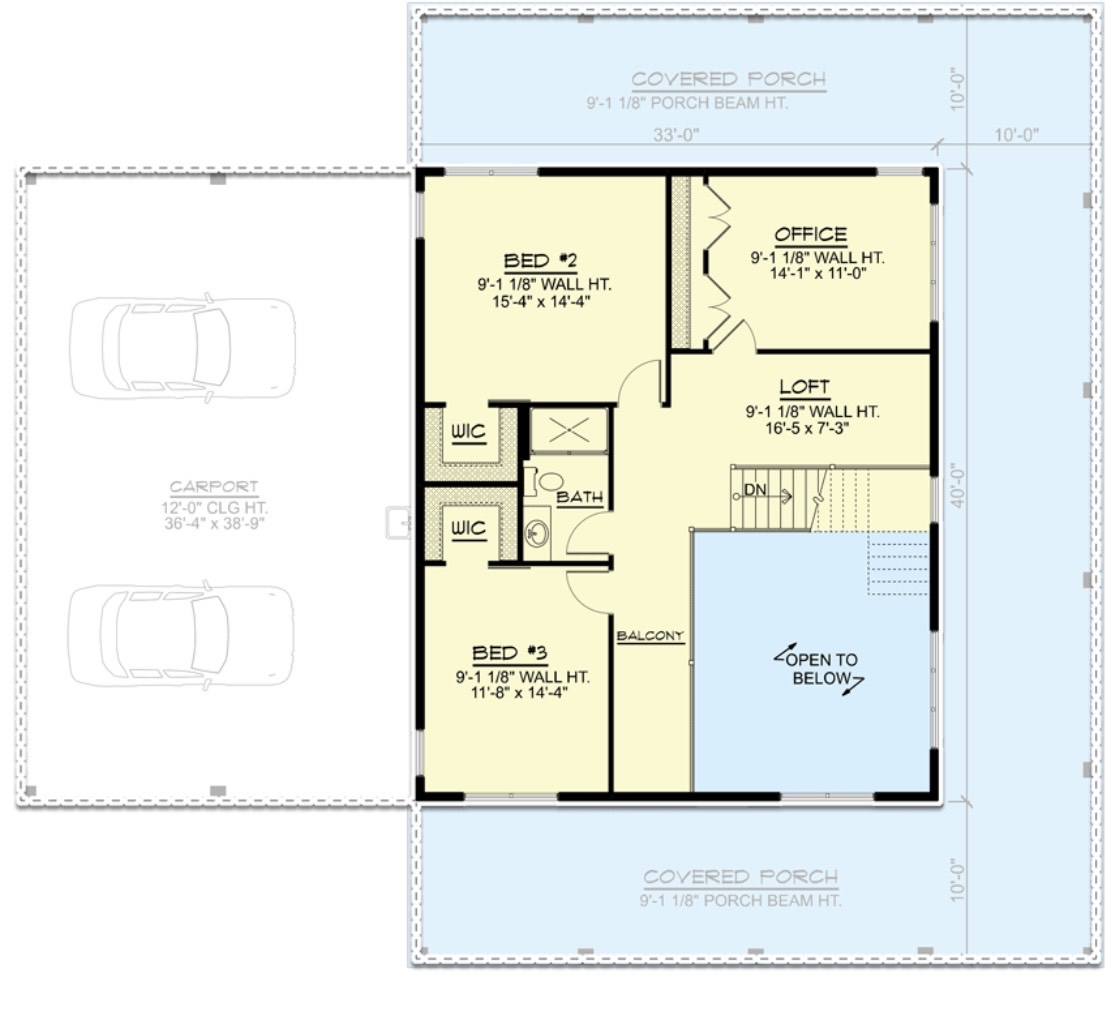 COVERED PORCH
9'-1 1/8" PORCH BEAM HT.
10'-0"
33'-0"
10'-0"
BED #2
9'-1 1/8" WALL HT.
15'-4" x 14'-4"
OFFICE
9'-1 1/8" WALL HT.
14'-1" x 11'-0"
LOFT
9'-1 1/8" WALL HT.
16'-5 x 7'-3"
WIC
BATH
DN
WIC
CARPORT
12'-0" CLG HT.
36'-4" x 38'-9"
40'-0"
BALCONY
BED #3
9'-1 1/8" WALL HT.
11'-8" x 14'-4"
OPEN TO
BELOW
COVERED PORCH
9'-1 1/8" PORCH BEAM HT.
10'-0"